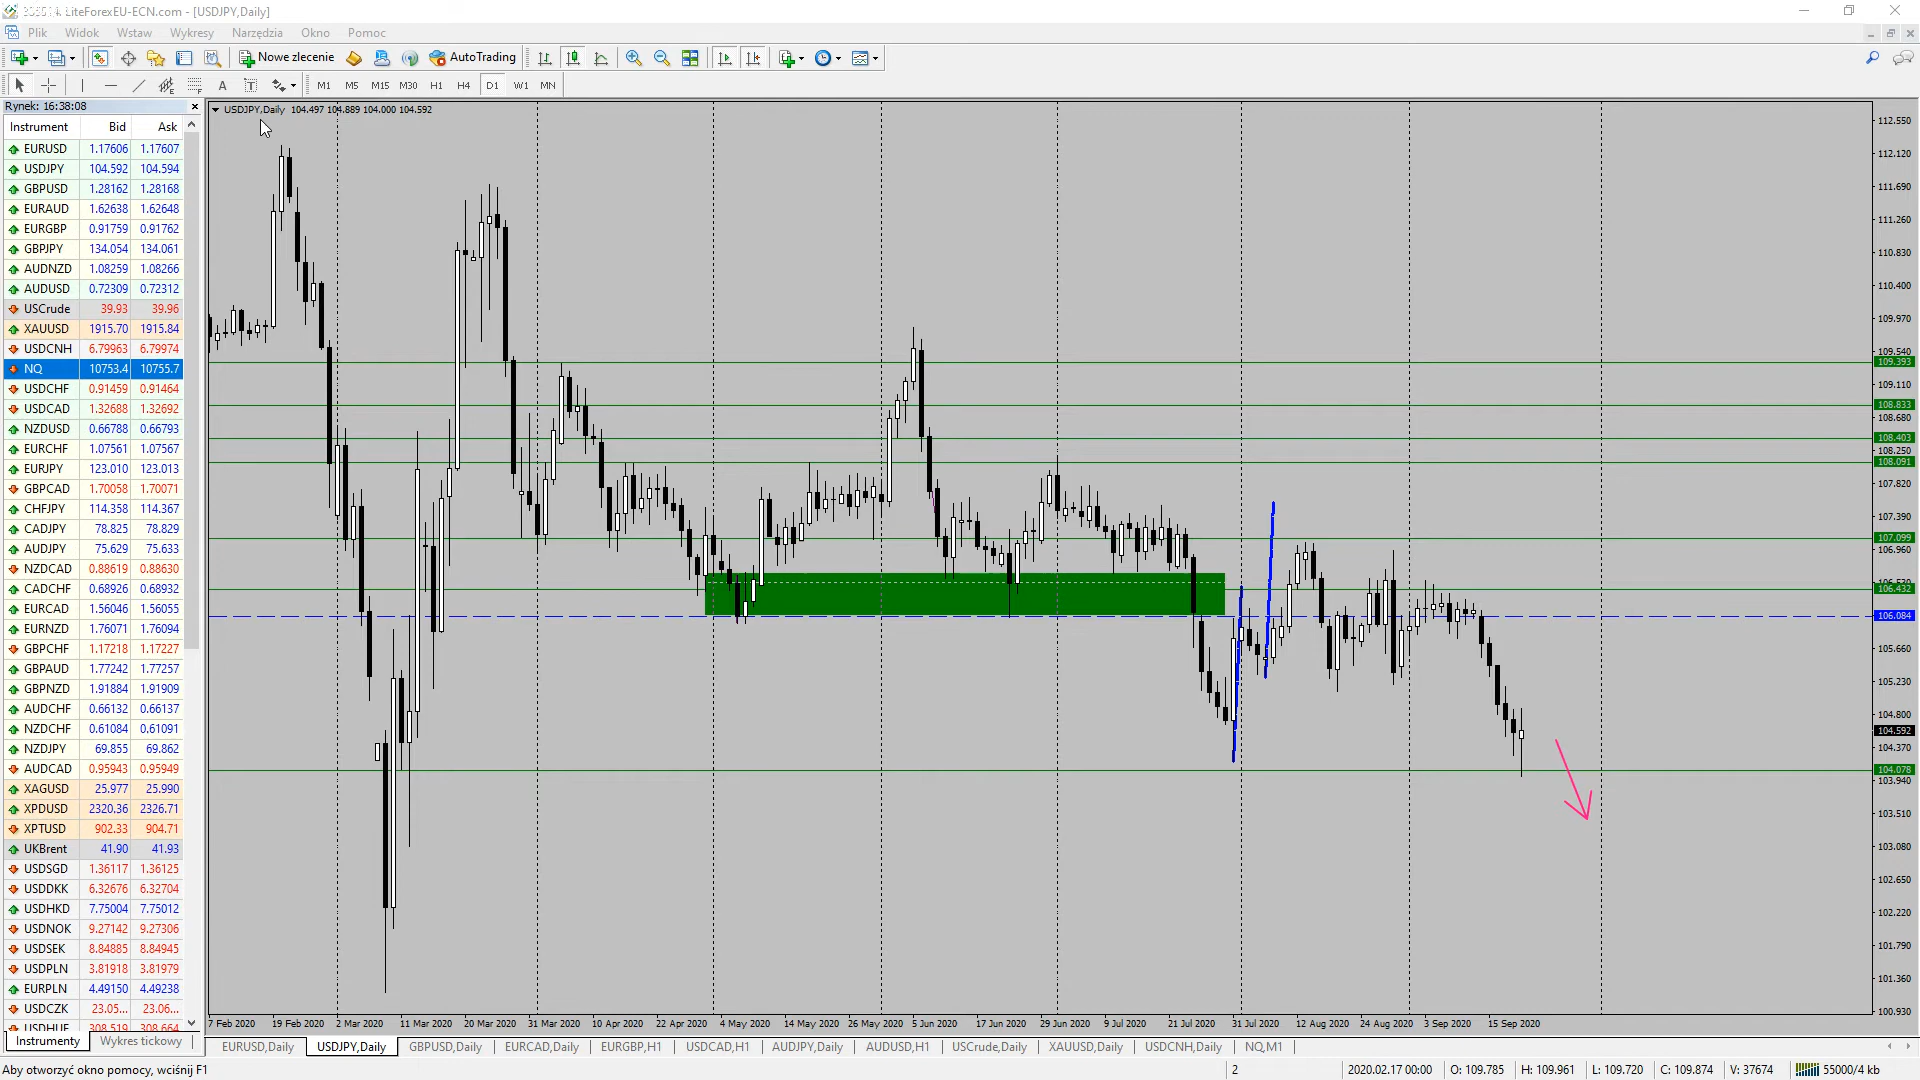 LiteForexEU-ECN.com - [USDJPY,Daily]
Plik Widok Wstaw Wykresy Narzędzia Okno Pomoc
Nowe zlecenie AutoTrading
A T M1 M5 M15 M30 H1 H4 D1 W1 MN
Rynek: 16:38:08
Instrument Bid Ask
EURUSD 1.17606 1.17607
USDJPY 104.592 104.594
GBPUSD 1.28162 1.28168
EURAUD 1.62638 1.62648
EURGBP 0.91759 0.91762
GBPJPY 134.054 134.061
AUDNZD 1.08259 1.08266
AUDUSD 0.72309 0.72312
USCrude 39.93 39.96
XAUUSD 1915.70 1915.84
USDCNH 6.79963 6.79974
NQ 10753.4 10755.7
USDCHF 0.91459 0.91464
USDCAD 1.32688 1.32692
NZDUSD 0.66788 0.66793
EURCHF 1.07561 1.07567
EURJPY 123.010 123.013
GBPCAD 1.70058 1.70071
CHFJPY 114.358 114.367
CADJPY 78.825 78.829
AUDJPY 75.629 75.633
NZDCAD 0.88619 0.88630
CADCHF 0.68926 0.68932
EURCAD 1.56046 1.56055
EURNZD 1.76071 1.76094
GBPCHF 1.17218 1.17227
GBPAUD 1.77242 1.77257
GBPNZD 1.91884 1.91909
AUDCHF 0.66132 0.66137
NZDCHF 0.61084 0.61091
NZDJPY 69.855 69.862
AUDCAD 0.95943 0.95949
XAGUSD 25.977 25.990
XPDUSD 2320.36 2326.71
XPTUSD 902.33 904.71
UKBrent 41.90 41.93
USDSGD 1.36117 1.36125
USDDKK 6.32676 6.32704
USDHKD 7.75004 7.75012
USDNOK 9.27142 9.27306
USDSEK 8.84885 8.84945
USDPLN 3.81918 3.81979
EURPLN 4.49150 4.49238
USDCZK 23.05... 23.06...
USDHUF 308.519 308.664
Instrumenty Wykres tickowy
USDJPY,Daily 104.497 104.889 104.000 104.592
112.550
112.120
111.690
111.260
110.830
110.400
109.970
109.540
109.393
109.110
108.833
108.680
108.403
108.250
108.091
107.820
107.390
107.099
106.960
106.432
106.084
105.660
105.230
104.800
104.592
104.370
104.078
103.940
103.510
103.080
102.650
102.220
101.790
101.360
100.930
7 Feb 2020 19 Feb 2020 2 Mar 2020 11 Mar 2020 20 Mar 2020 31 Mar 2020 10 Apr 2020 22 Apr 2020 4 May 2020 14 May 2020 26 May 2020 5 Jun 2020 17 Jun 2020 29 Jun 2020 9 Jul 2020 21 Jul 2020 31 Jul 2020 12 Aug 2020 24 Aug 2020 3 Sep 2020 15 Sep 2020
EURUSD,Daily USDJPY,Daily GBPUSD,Daily EURCAD,Daily EURGBP,H1 USDCAD,H1 AUDJPY,Daily AUDUSD,H1 USCrude,Daily XAUUSD,Daily USDCNH,Daily NQ,M1
Aby otworzyć okno pomocy, wciśnij F1 2 2020.02.17 00:00 O: 109.785 H: 109.961 L: 109.720 C: 109.874 V: 37674 55000/4 kb